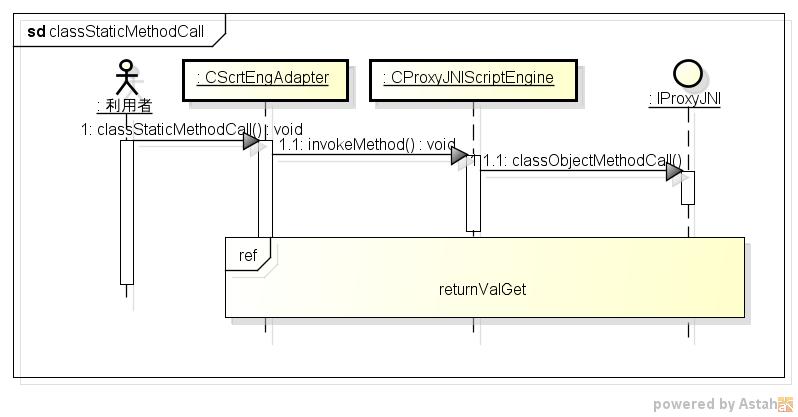 sd classStaticMethodCall
: CScrtEngAdapter
: CProxyJNIScriptEngine
: 利用者
: IProxyJNI
1: classStaticMethodCall() : void
1.1: invokeMethod() : void
1.1.1: classObjectMethodCall()
ref
returnValGet
powered by Astah